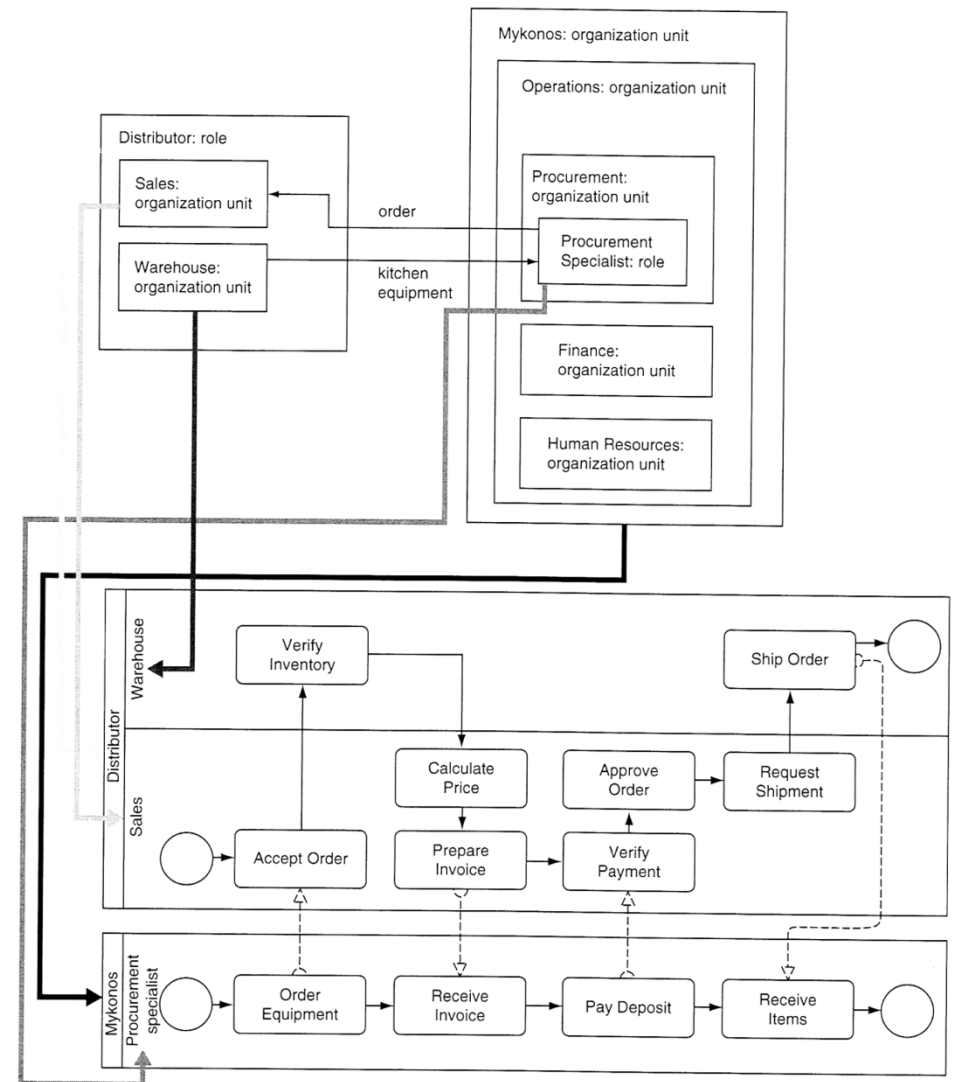 Mykonos: organization unit
Operations: organization unit
Distributor: role
Sales:
organization unit
Procurement:
organization unit
order
Procurement
Specialist: role
Warehouse:
organization unit
kitchen
equipment
Finance:
organization unit
Human Resources:
organization unit
Distributor
Warehouse
Verify
Inventory
Ship Order
Sales
Calculate
Price
Approve
Order
Request
Shipment
Accept Order
Prepare
Invoice
Verify
Payment
Mykonos
Procurement
specialist
Order
Equipment
Receive
Invoice
Pay Deposit
Receive
Items